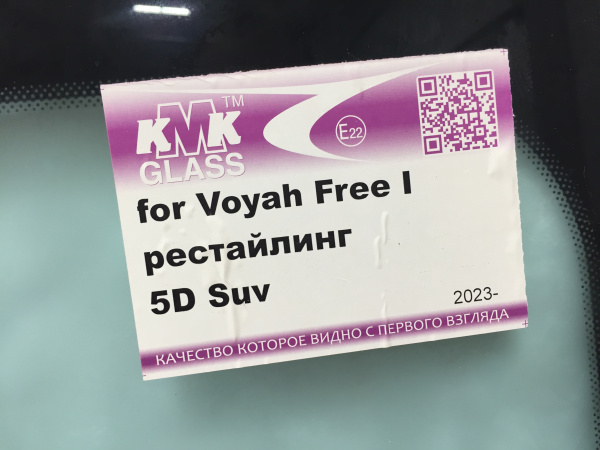 KMK™
GLASS
E22
for Voyah Free I
рестайлинг
5D Suv
2023-
КАЧЕСТВО КОТОРОЕ ВИДНО С ПЕРВОГО ВЗГЛЯДА